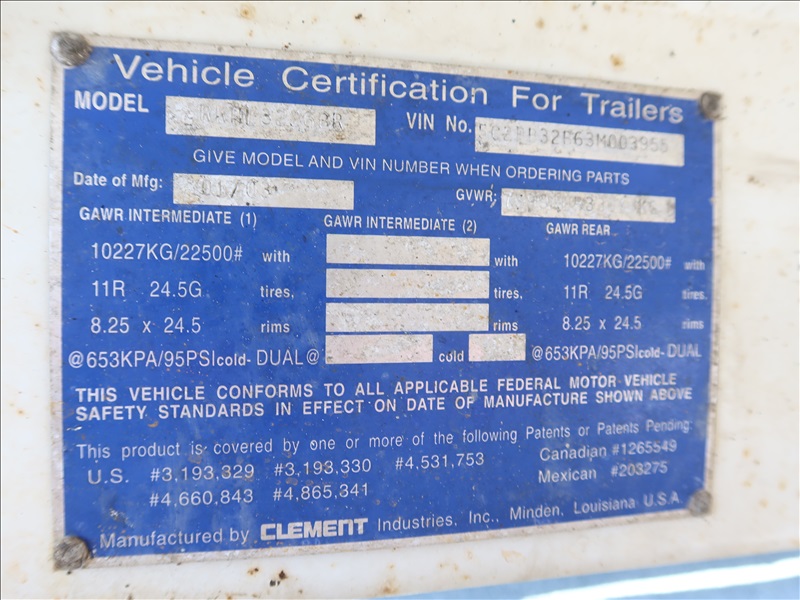 Vehicle Certification For Trailers
MODEL VIN No.
GIVE MODEL AND VIN NUMBER WHEN ORDERING PARTS
Date of Mfg: 01/03 GVWR:
GAWR INTERMEDIATE (1) GAWR INTERMEDIATE (2) GAWR REAR
10227KG/22500# with with 10227KG/22500# with
11R 24.5G tires, tires, 11R 24.5G tires.
8.25 x 24.5 rims rims 8.25 x 24.5 rims
@653KPA/95PSIcold- DUAL@ cold @653KPA/95PSIcold- DUAL
THIS VEHICLE CONFORMS TO ALL APPLICABLE FEDERAL MOTOR VEHICLE
SAFETY STANDARDS IN EFFECT ON DATE OF MANUFACTURE SHOWN ABOVE
This product is covered by one or more of the following Patents or Patents Pending:
U.S. #3,193,329 #3,193,330 #4,531,753 Canadian #1265549
#4,660,843 #4,865,341 Mexican #203275
Manufactured by CLEMENT Industries, Inc., Minden, Louisiana U.S.A.